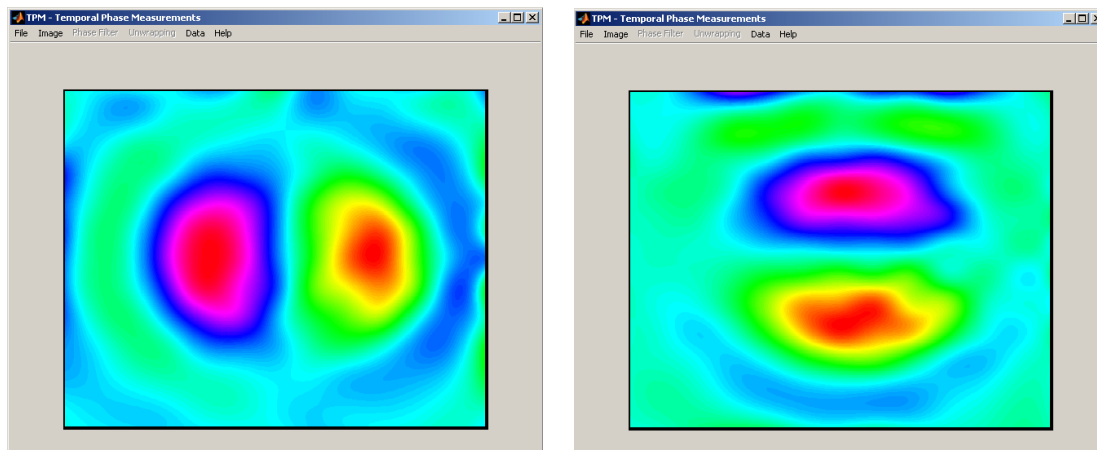 TPM - Temporal Phase Measurements
File Image Phase Filter Unwrapping Data Help
TPM - Temporal Phase Measurements
File Image Phase Filter Unwrapping Data Help